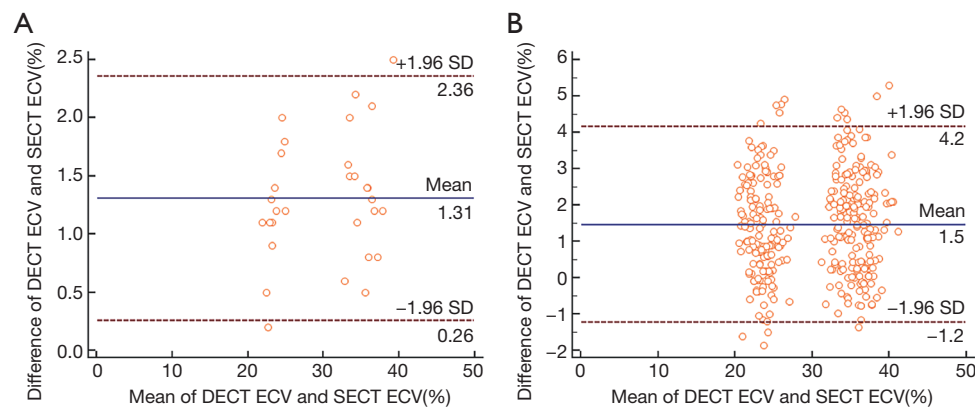 A
Difference of DECT ECV and SECT ECV(%)
2.5
2.0
1.5
1.0
0.5
0.0
+1.96 SD
2.36
Mean
1.31
−1.96 SD
0.26
0 10 20 30 40 50
Mean of DECT ECV and SECT ECV(%)
B
Difference of DECT ECV and SECT ECV(%)
6
5
4
3
2
1
0
−1
−2
+1.96 SD
4.2
Mean
1.5
−1.96 SD
−1.2
0 10 20 30 40 50
Mean of DECT ECV and SECT ECV(%)